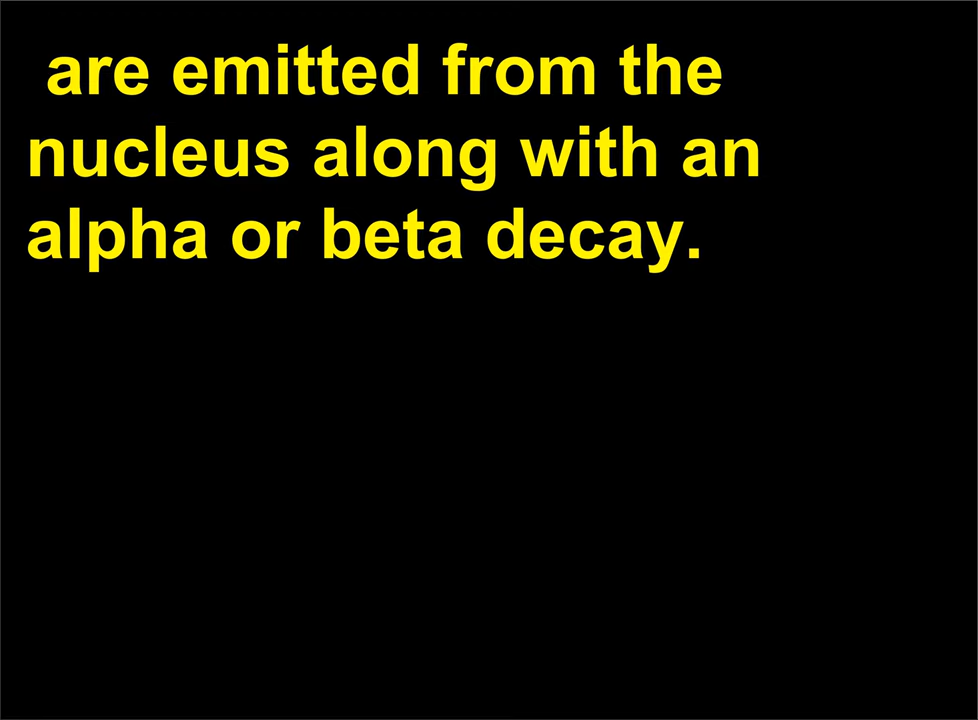 are emitted from the
nucleus along with an
alpha or beta decay.